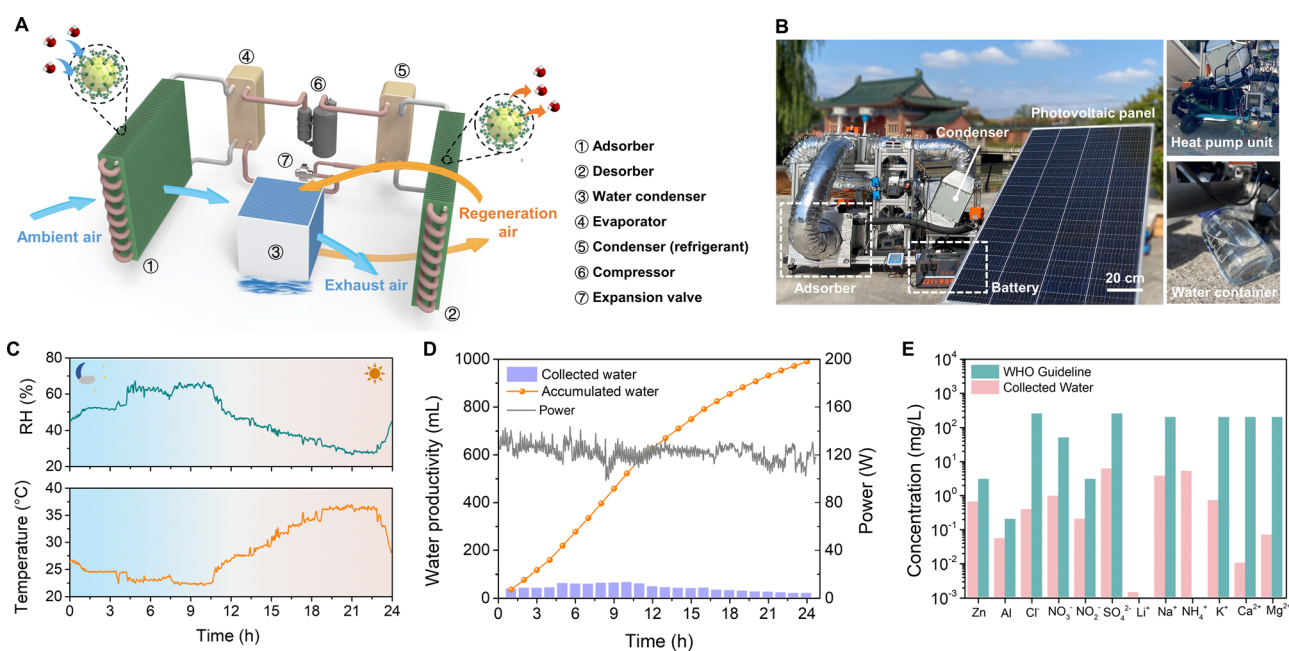 A
④
⑤
⑥
⑦
① Adsorber
② Desorber
③ Water condenser
④ Evaporator
⑤ Condenser (refrigerant)
⑥ Compressor
⑦ Expansion valve
Ambient air
Regeneration
air
Exhaust air
①
③
②
B
Photovoltaic panel
Condenser
Adsorber
Battery
20 cm
Heat pump unit
Water container
C
RH (%)
80
60
40
20
Temperature (°C)
40
35
30
25
20
0 3 6 9 12 15 18 21 24
Time (h)
D
Water productivity (mL)
1000
800
600
400
200
0
Collected water
Accumulated water
Power
200
160
120
80
40
0
Power (W)
0 3 6 9 12 15 18 21 24
Time (h)
E
Concentration (mg/L)
10⁴
10³
10²
10¹
10⁰
10⁻¹
10⁻²
10⁻³
WHO Guideline
Collected Water
Zn Al Cl⁻ NO₃⁻ NO₂⁻ SO₄²⁻ Li⁺ Na⁺ NH₄⁺ K⁺ Ca²⁺ Mg²⁺